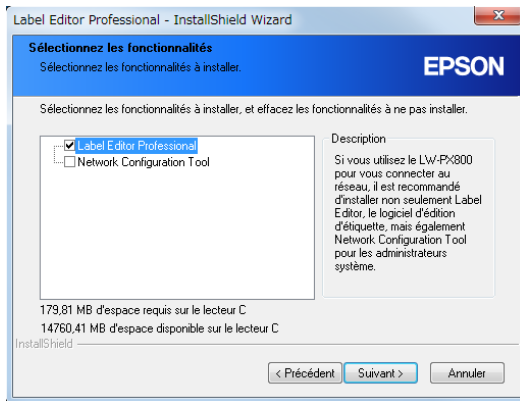 Label Editor Professional - InstallShield Wizard
Sélectionnez les fonctionnalités
Sélectionnez les fonctionnalités à installer.
EPSON
Sélectionnez les fonctionnalités à installer, et effacez les fonctionnalités à ne pas installer.
Label Editor Professional
Network Configuration Tool
Description
Si vous utilisez le LW-PX800
pour vous connecter au
réseau, il est recommandé
d'installer non seulement Label
Editor, le logiciel d'édition
d'étiquette, mais également
Network Configuration Tool
pour les administrateurs
système.
179,81 MB d'espace requis sur le lecteur C
14760,41 MB d'espace disponible sur le lecteur C
InstallShield
< Précédent
Suivant >
Annuler